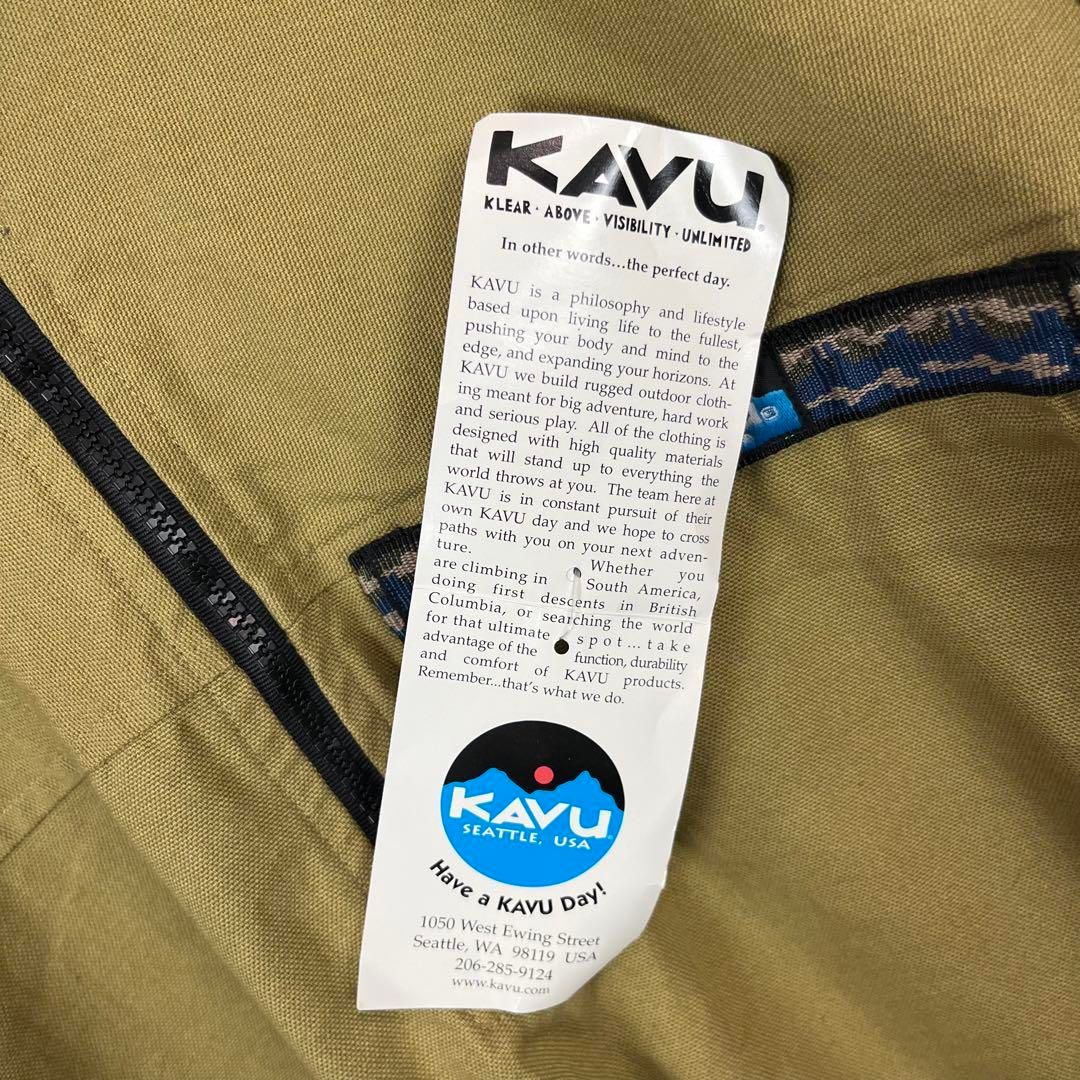 KAVU®
KLEAR · ABOVE · VISIBILITY · UNLIMITED
In other words...the perfect day.
KAVU is a philosophy and lifestyle
based upon living life to the fullest,
pushing your body and mind to the
edge, and expanding your horizons. At
KAVU we build rugged outdoor cloth-
ing meant for big adventure, hard work
and serious play. All of the clothing is
designed with high quality materials
that will stand up to everything the
world throws at you. The team here at
KAVU is in constant pursuit of their
own KAVU day and we hope to cross
paths with you on your next adven-
ture. Whether you
are climbing in South America,
doing first descents in British
Columbia, or searching the world
for that ultimate spot...take
advantage of the function, durability
and comfort of KAVU products.
Remember...that's what we do.
KAVU®
SEATTLE, USA
Have a KAVU Day!
1050 West Ewing Street
Seattle, WA 98119 USA
206-285-9124
www.kavu.com